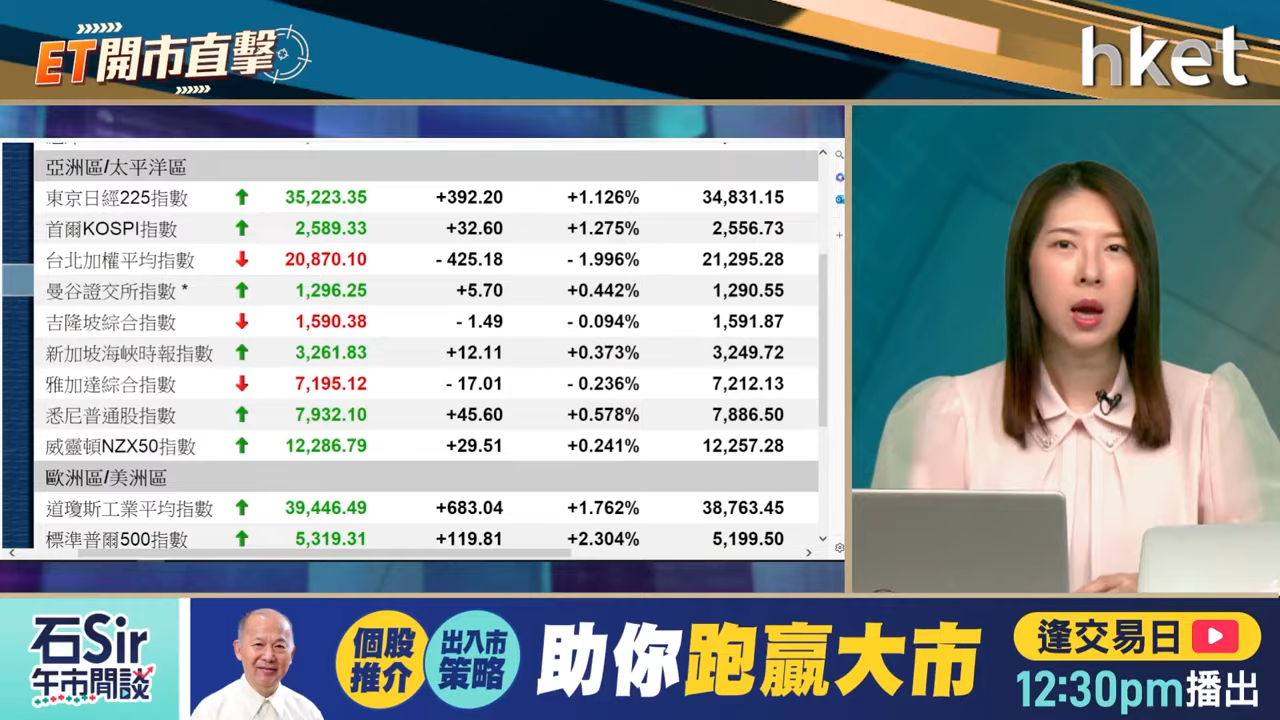 ET開市直擊
hket
亞洲區/太平洋區
東京日經225指數 35,223.35 +392.20 +1.126% 34,831.15
首爾KOSPI指數 2,589.33 +32.60 +1.275% 2,556.73
台北加權平均指數 20,870.10 - 425.18 - 1.996% 21,295.28
曼谷證交所指數 * 1,296.25 +5.70 +0.442% 1,290.55
吉隆坡綜合指數 1,590.38 - 1.49 - 0.094% 1,591.87
新加坡海峽時報指數 3,261.83 +12.11 +0.373% 3,249.72
雅加達綜合指數 7,195.12 - 17.01 - 0.236% 7,212.13
悉尼普通股指數 7,932.10 +45.60 +0.578% 7,886.50
威靈頓NZX50指數 12,286.79 +29.51 +0.241% 12,257.28
歐洲區/美洲區
道瓊斯工業平均指數 39,446.49 +683.04 +1.762% 38,763.45
標準普爾500指數 5,319.31 +119.81 +2.304% 5,199.50
石Sir
午市閒談
個股
推介
出入市
策略
助你跑贏大市
逢交易日
12:30pm播出